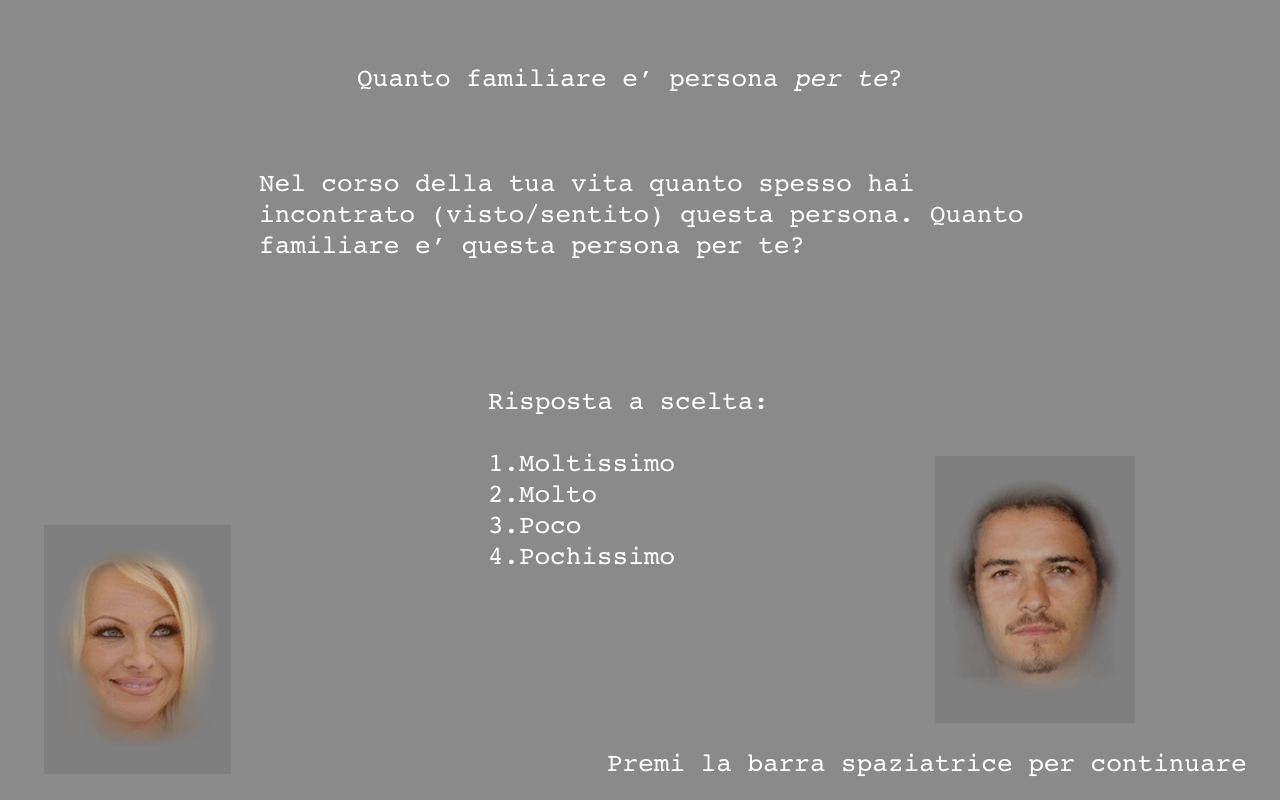 Quanto familiare e’ persona per te?
Nel corso della tua vita quanto spesso hai
incontrato (visto/sentito) questa persona. Quanto
familiare e’ questa persona per te?
Risposta a scelta:
1.Moltissimo
2.Molto
3.Poco
4.Pochissimo
Premi la barra spaziatrice per continuare